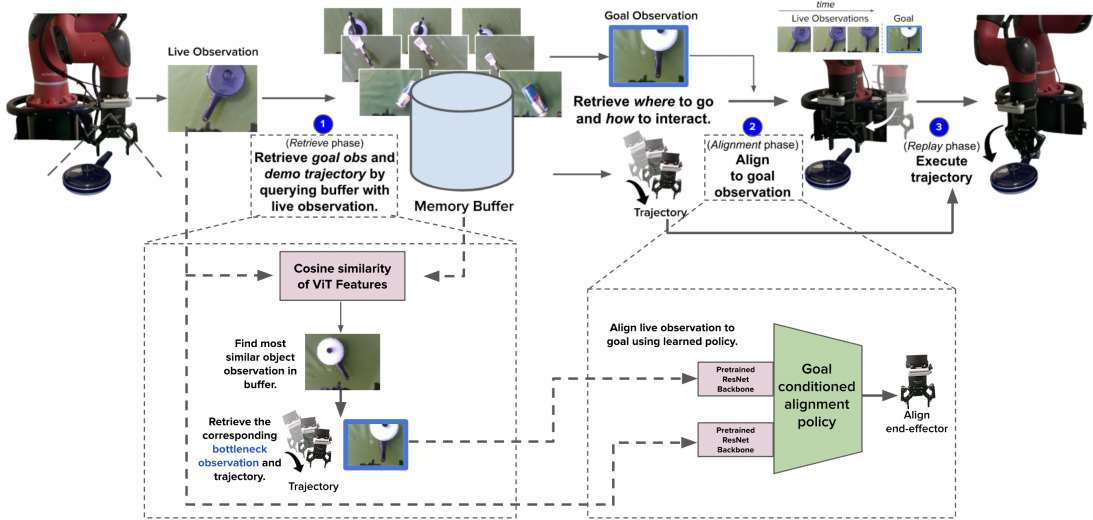 Live Observation
1
(Retrieve phase)
Retrieve goal obs and
demo trajectory by
querying buffer with
live observation.
Memory Buffer
Goal Observation
Retrieve where to go
and how to interact.
Trajectory
2
(Alignment phase)
Align
to goal
observation
time
Live Observations
Goal
3
(Replay phase)
Execute
trajectory
Cosine similarity
of ViT Features
Find most
similar object
observation in
buffer.
Retrieve the
corresponding
bottleneck
observation and
trajectory.
Trajectory
Align live observation to
goal using learned policy.
Pretrained
ResNet
Backbone
Pretrained
ResNet
Backbone
Goal
conditioned
alignment
policy
Align
end-effector